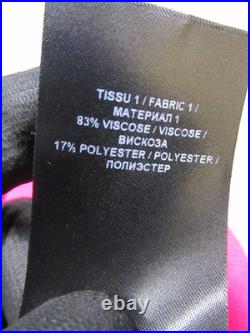 TISSU 1 / FABRIC 1 /
МАТЕРИАЛ 1
83% VISCOSE / VISCOSE /
ВИСКОЗА
17% POLYESTER / POLYESTER /
ПОЛИЭСТЕР